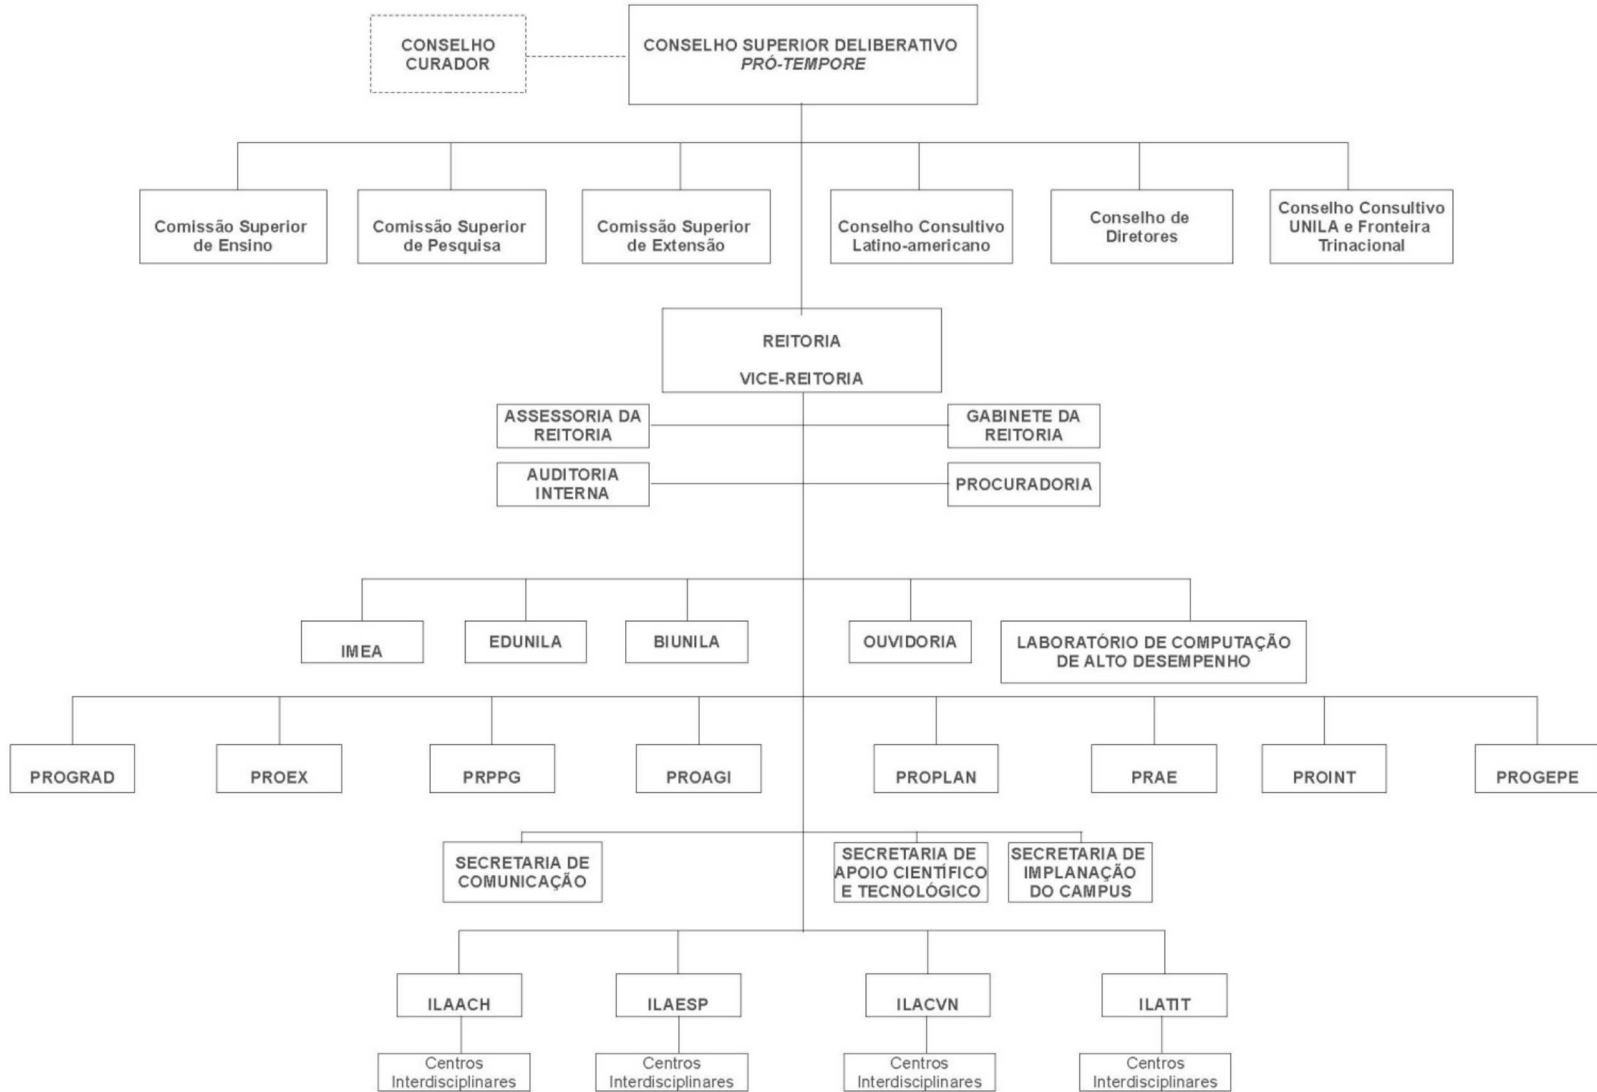 CONSELHO
CURADOR
CONSELHO SUPERIOR DELIBERATIVO
PRÓ-TEMPORE
Comissão Superior
de Ensino
Comissão Superior
de Pesquisa
Comissão Superior
de Extensão
Conselho Consultivo
Latino-americano
Conselho de
Diretores
Conselho Consultivo
UNILA e Fronteira
Trinacional
REITORIA
VICE-REITORIA
ASSESSORIA DA
REITORIA
GABINETE DA
REITORIA
AUDITORIA
INTERNA
PROCURADORIA
IMEA
EDUNILA
BIUNILA
OUVIDORIA
LABORATÓRIO DE COMPUTAÇÃO
DE ALTO DESEMPENHO
PROGRAD
PROEX
PRPPG
PROAGI
PROPLAN
PRAE
PROINT
PROGEPE
SECRETARIA DE
COMUNICAÇÃO
SECRETARIA DE
APOIO CIENTÍFICO
E TECNOLÓGICO
SECRETARIA DE
IMPLANAÇÃO
DO CAMPUS
ILAACH
ILAESP
ILACVN
ILATIT
Centros
Interdisciplinares
Centros
Interdisciplinares
Centros
Interdisciplinares
Centros
Interdisciplinares